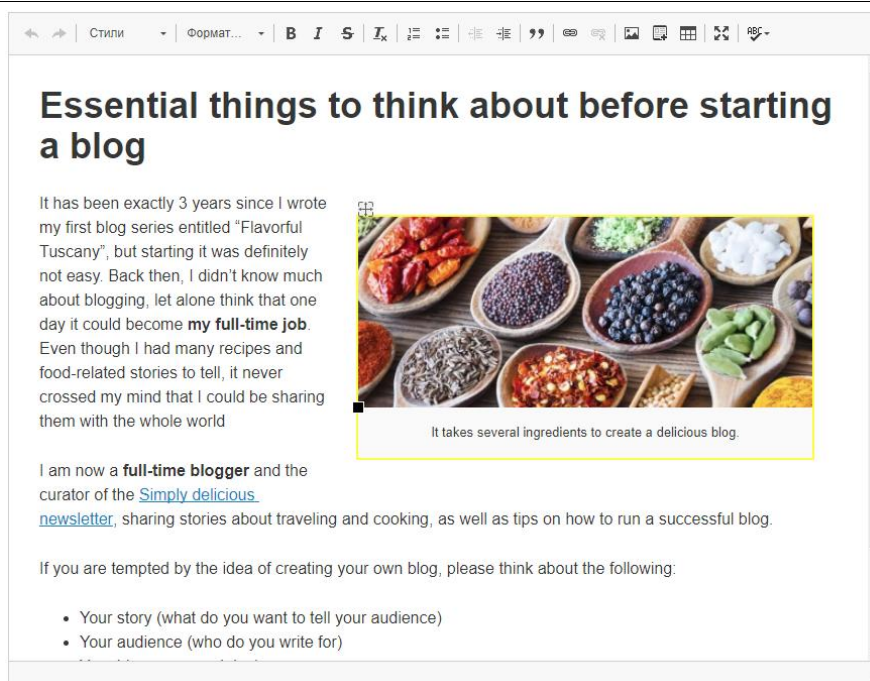 Стили Формат... B I S Tx ABC
Essential things to think about before starting
a blog
It has been exactly 3 years since I wrote
my first blog series entitled “Flavorful
Tuscany”, but starting it was definitely
not easy. Back then, I didn’t know much
about blogging, let alone think that one
day it could become my full-time job.
Even though I had many recipes and
food-related stories to tell, it never
crossed my mind that I could be sharing
them with the whole world
It takes several ingredients to create a delicious blog.
I am now a full-time blogger and the
curator of the Simply delicious
newsletter, sharing stories about traveling and cooking, as well as tips on how to run a successful blog.
If you are tempted by the idea of creating your own blog, please think about the following:
• Your story (what do you want to tell your audience)
• Your audience (who do you write for)